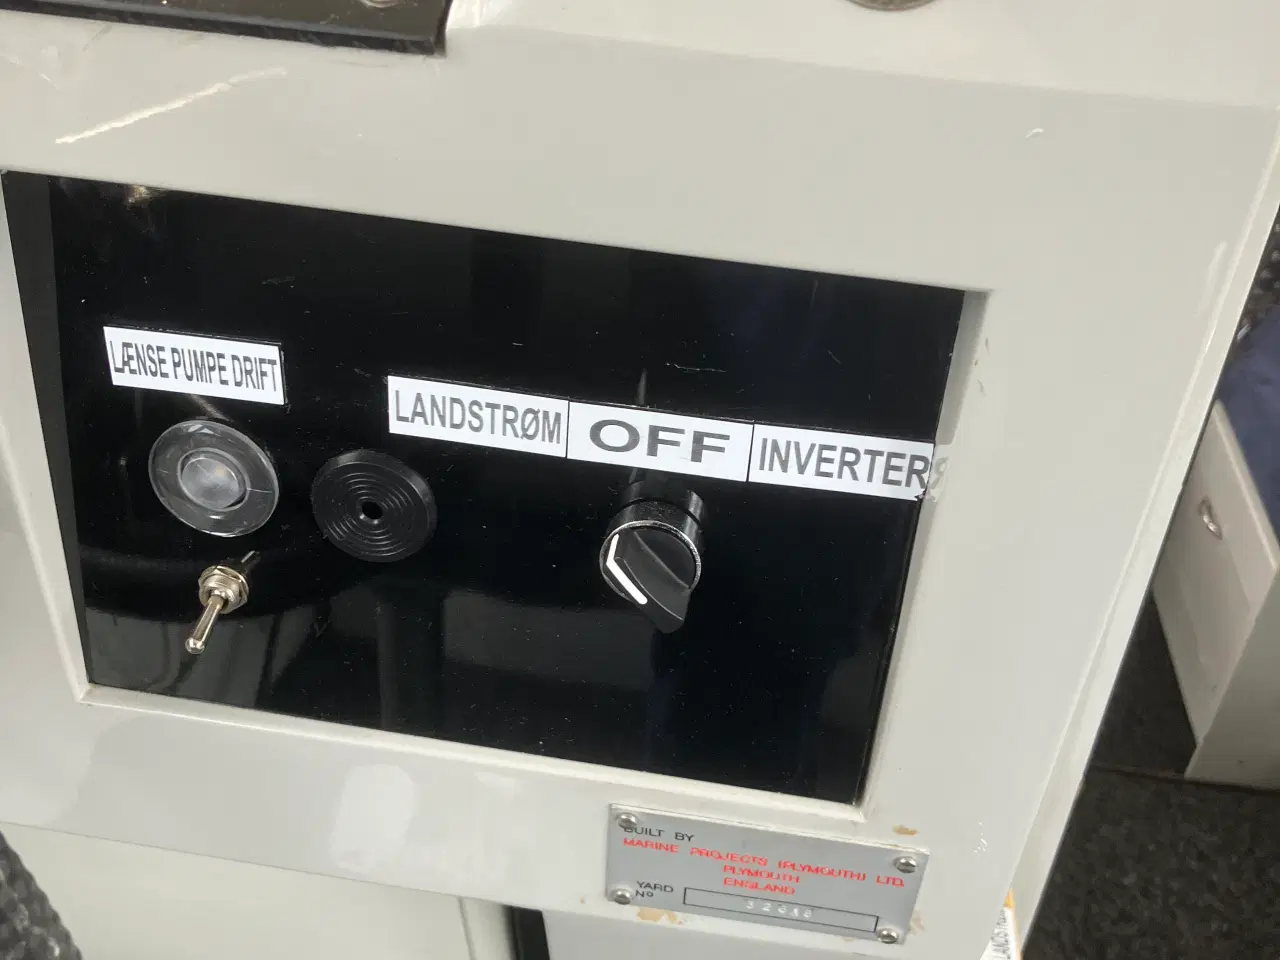 LÆNSE PUMPE DRIFT
LANDSTRØM
OFF
INVERTER
BUILT BY
MARINE PROJECTS (PLYMOUTH) LTD.
PLYMOUTH
ENGLAND
YARD
Nº